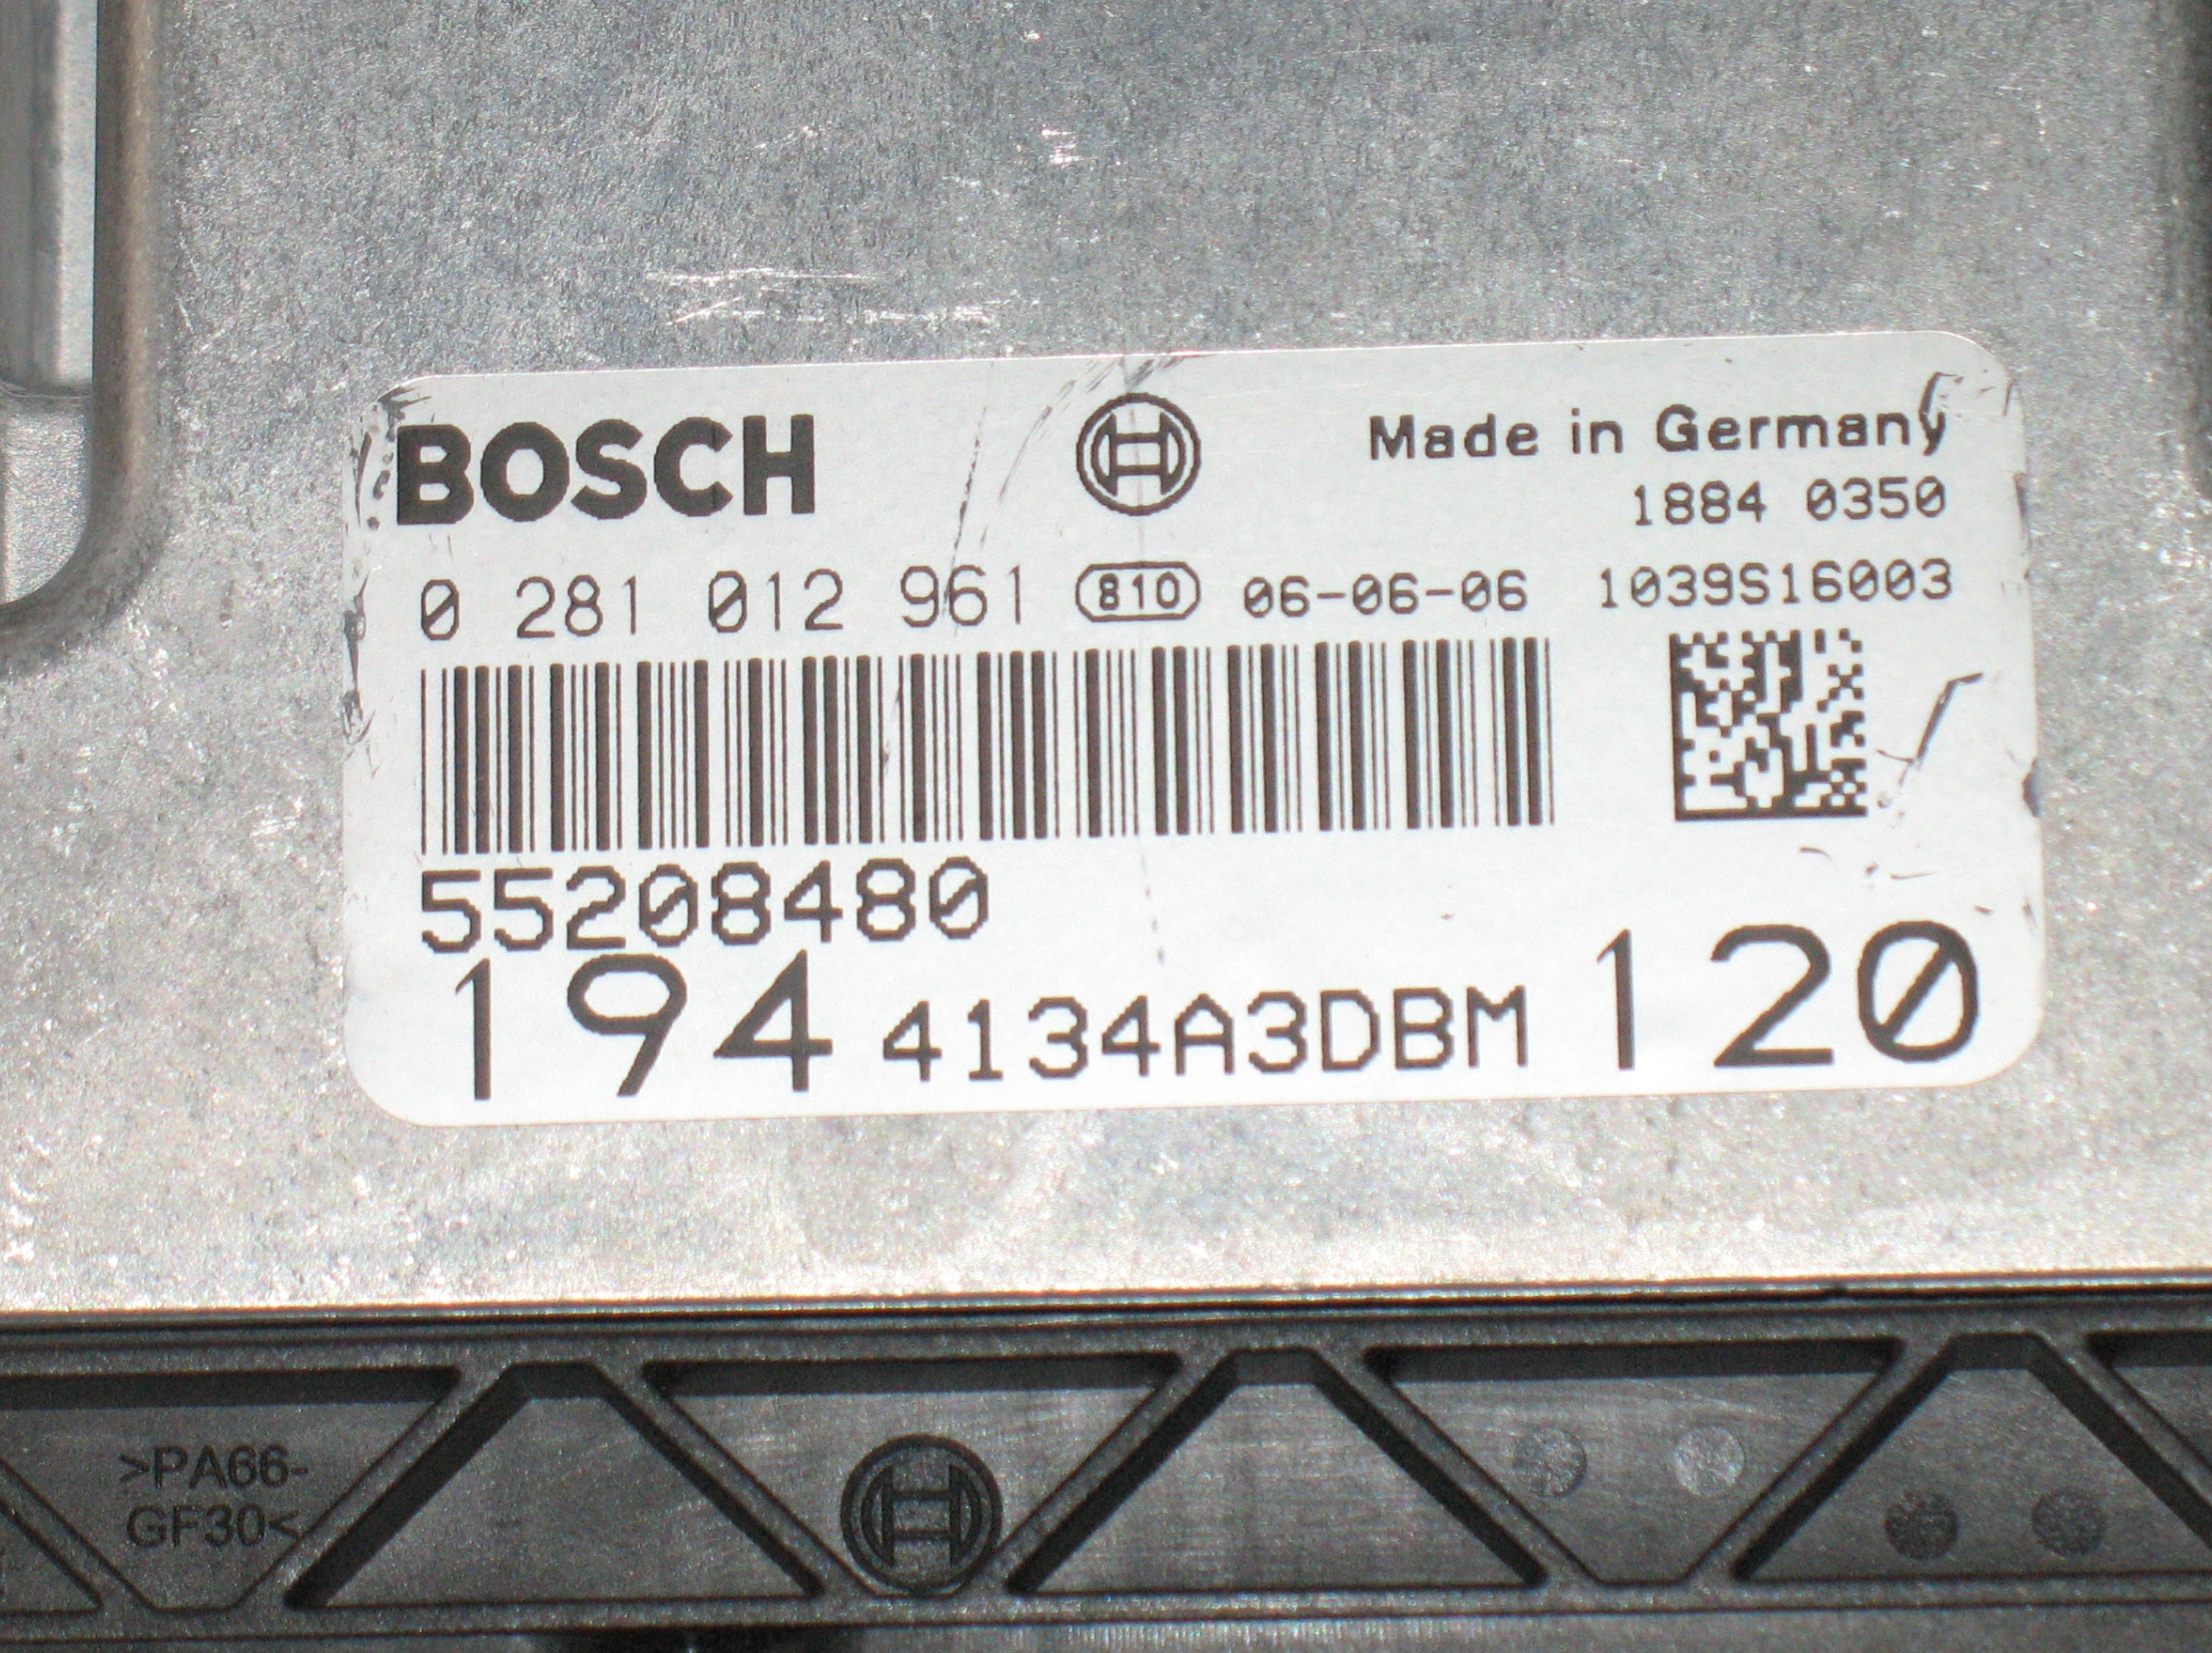 BOSCH
Made in Germany
1884 0350
0 281 012 961 810 06-06-06 1039S16003
55208480
194 4134A3DBM 120
>PA66-
GF30<